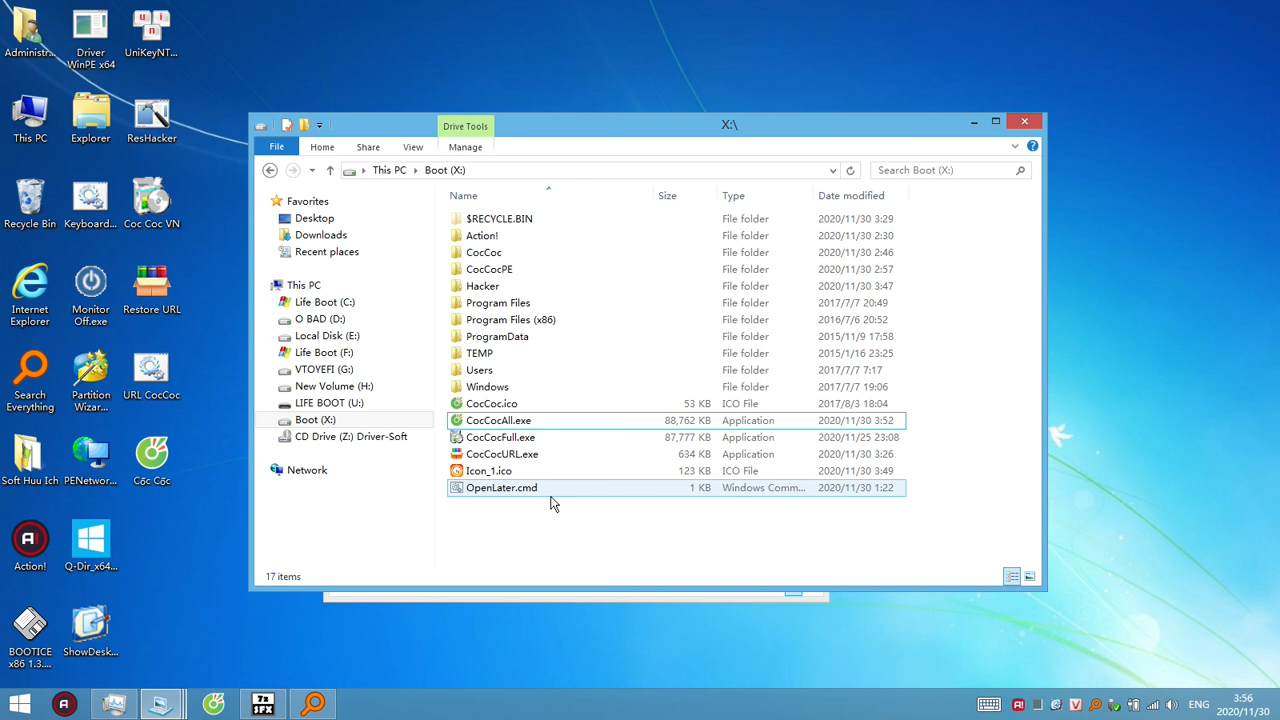 Administr...
Driver WinPE x64
UniKeyNT...
This PC
Explorer
ResHacker
Recycle Bin
Keyboard...
Coc Coc VN
Internet Explorer
Monitor Off.exe
Restore URL
Search Everything
Partition Wizar...
URL CocCoc
Soft Huu Ich
PENetwor...
Cốc Cốc
Action!
Q-Dir_x64...
BOOTICE x86 1.3....
ShowDesk...
Drive Tools
X:\
File
Home
Share
View
Manage
This PC
Boot (X:)
Search Boot (X:)
Favorites
Desktop
Downloads
Recent places
This PC
Life Boot (C:)
O BAD (D:)
Local Disk (E:)
Life Boot (F:)
VTOYEFI (G:)
New Volume (H:)
LIFE BOOT (U:)
Boot (X:)
CD Drive (Z:) Driver-Soft
Network
Name Size Type Date modified
$RECYCLE.BIN File folder 2020/11/30 3:29
Action! File folder 2020/11/30 2:30
CocCoc File folder 2020/11/30 2:46
CocCocPE File folder 2020/11/30 2:57
Hacker File folder 2020/11/30 3:47
Program Files File folder 2017/7/7 20:49
Program Files (x86) File folder 2016/7/6 20:52
ProgramData File folder 2015/11/9 17:58
TEMP File folder 2015/1/16 23:25
Users File folder 2017/7/7 7:17
Windows File folder 2017/7/7 19:06
CocCoc.ico 53 KB ICO File 2017/8/3 18:04
CocCocAll.exe 88,762 KB Application 2020/11/30 3:52
CocCocFull.exe 87,777 KB Application 2020/11/25 23:08
CocCocURL.exe 634 KB Application 2020/11/30 3:26
Icon_1.ico 123 KB ICO File 2020/11/30 3:49
OpenLater.cmd 1 KB Windows Comm... 2020/11/30 1:22
17 items
7z SFX
ENG
3:56
2020/11/30